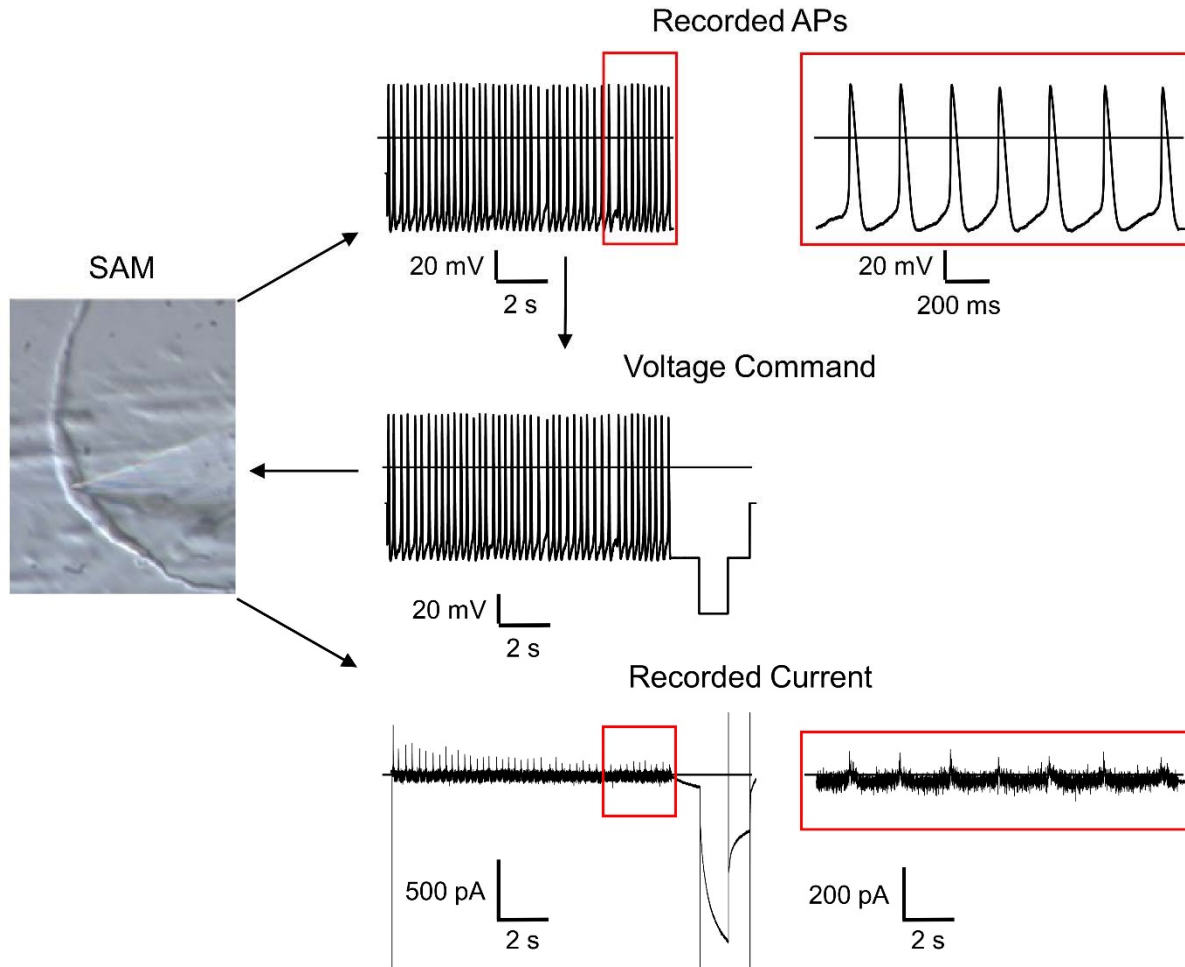 Recorded APs
SAM
20 mV
2 s
20 mV
200 ms
Voltage Command
20 mV
2 s
Recorded Current
500 pA
2 s
200 pA
2 s